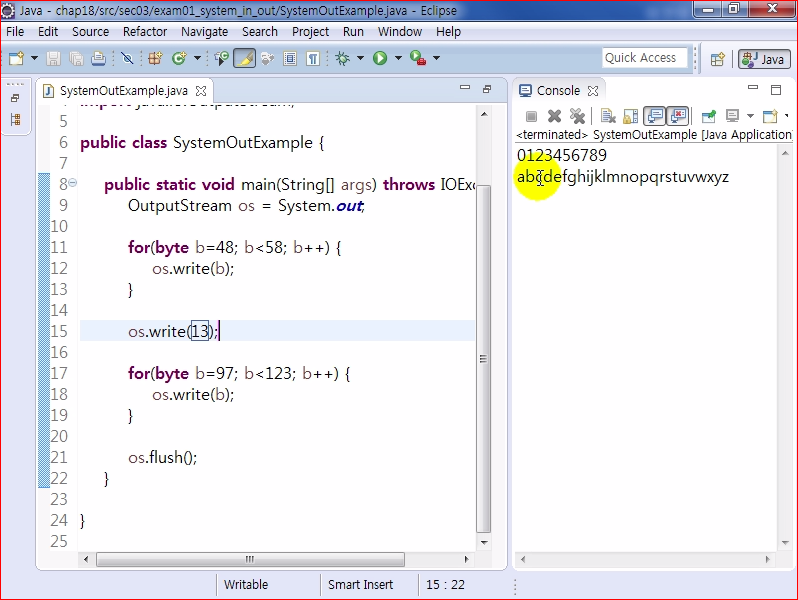 Java - chap18/src/sec03/exam01_system_in_out/SystemOutExample.java - Eclipse
File Edit Source Refactor Navigate Search Project Run Window Help
Quick Access
Java
SystemOutExample.java
5
6 public class SystemOutExample {
7
8 public static void main(String[] args) throws IOExc
9 OutputStream os = System.out;
10
11 for(byte b=48; b<58; b++) {
12 os.write(b);
13 }
14
15 os.write(13);
16
17 for(byte b=97; b<123; b++) {
18 os.write(b);
19 }
20
21 os.flush();
22 }
23
24 }
25
Console
<terminated> SystemOutExample [Java Application]
0123456789
abcdefghijklmnopqrstuvwxyz
Writable Smart Insert 15 : 22